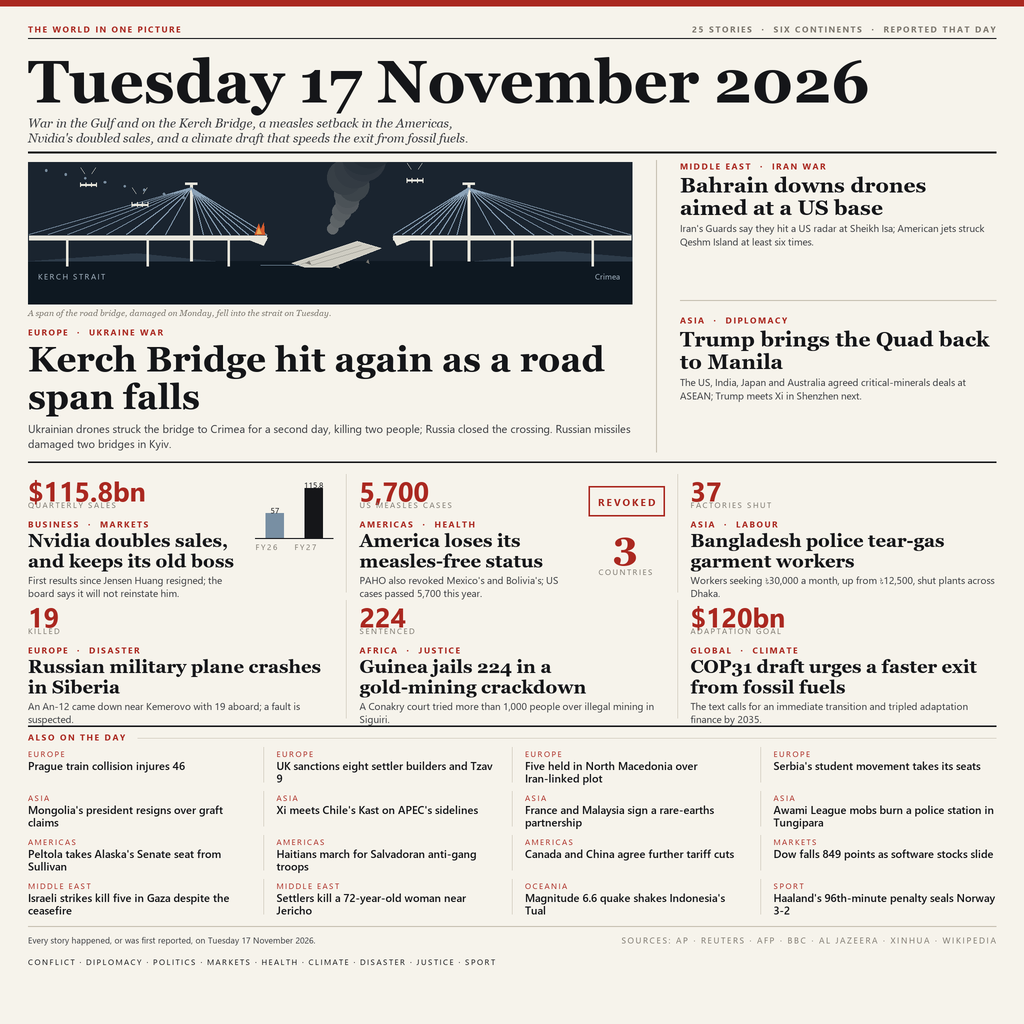 THE WORLD IN ONE PICTURE
25 STORIES · SIX CONTINENTS · REPORTED THAT DAY
Tuesday 17 November 2026
War in the Gulf and on the Kerch Bridge, a measles setback in the Americas,
Nvidia's doubled sales, and a climate draft that speeds the exit from fossil fuels.
KERCH STRAIT
Crimea
A span of the road bridge, damaged on Monday, fell into the strait on Tuesday.
EUROPE · UKRAINE WAR
Kerch Bridge hit again as a road
span falls
Ukrainian drones struck the bridge to Crimea for a second day, killing two people; Russia closed the crossing. Russian missiles
damaged two bridges in Kyiv.
MIDDLE EAST · IRAN WAR
Bahrain downs drones
aimed at a US base
Iran's Guards say they hit a US radar at Sheikh Isa; American jets struck
Qeshm Island at least six times.
ASIA · DIPLOMACY
Trump brings the Quad back
to Manila
The US, India, Japan and Australia agreed critical-minerals deals at
ASEAN; Trump meets Xi in Shenzhen next.
$115.8bn
QUARTERLY SALES
57
115.8
FY26
FY27
BUSINESS · MARKETS
Nvidia doubles sales,
and keeps its old boss
First results since Jensen Huang resigned; the
board says it will not reinstate him.
5,700
US MEASLES CASES
REVOKED
3
COUNTRIES
AMERICAS · HEALTH
America loses its
measles-free status
PAHO also revoked Mexico's and Bolivia's; US
cases passed 5,700 this year.
37
FACTORIES SHUT
ASIA · LABOUR
Bangladesh police tear-gas
garment workers
Workers seeking ৳30,000 a month, up from ৳12,500, shut plants across
Dhaka.
19
KILLED
EUROPE · DISASTER
Russian military plane crashes
in Siberia
An An-12 came down near Kemerovo with 19 aboard; a fault is
suspected.
224
SENTENCED
AFRICA · JUSTICE
Guinea jails 224 in a
gold-mining crackdown
A Conakry court tried more than 1,000 people over illegal mining in
Siguiri.
$120bn
ADAPTATION GOAL
GLOBAL · CLIMATE
COP31 draft urges a faster exit
from fossil fuels
The text calls for an immediate transition and tripled adaptation
finance by 2035.
ALSO ON THE DAY
EUROPE
Prague train collision injures 46
EUROPE
UK sanctions eight settler builders and Tzav
9
EUROPE
Five held in North Macedonia over
Iran-linked plot
EUROPE
Serbia's student movement takes its seats
ASIA
Mongolia's president resigns over graft
claims
ASIA
Xi meets Chile's Kast on APEC's sidelines
ASIA
France and Malaysia sign a rare-earths
partnership
ASIA
Awami League mobs burn a police station in
Tungipara
AMERICAS
Peltola takes Alaska's Senate seat from
Sullivan
AMERICAS
Haitians march for Salvadoran anti-gang
troops
AMERICAS
Canada and China agree further tariff cuts
MARKETS
Dow falls 849 points as software stocks slide
MIDDLE EAST
Israeli strikes kill five in Gaza despite the
ceasefire
MIDDLE EAST
Settlers kill a 72-year-old woman near
Jericho
OCEANIA
Magnitude 6.6 quake shakes Indonesia's
Tual
SPORT
Haaland's 96th-minute penalty seals Norway
3-2
Every story happened, or was first reported, on Tuesday 17 November 2026.
SOURCES: AP · REUTERS · AFP · BBC · AL JAZEERA · XINHUA · WIKIPEDIA
CONFLICT · DIPLOMACY · POLITICS · MARKETS · HEALTH · CLIMATE · DISASTER · JUSTICE · SPORT